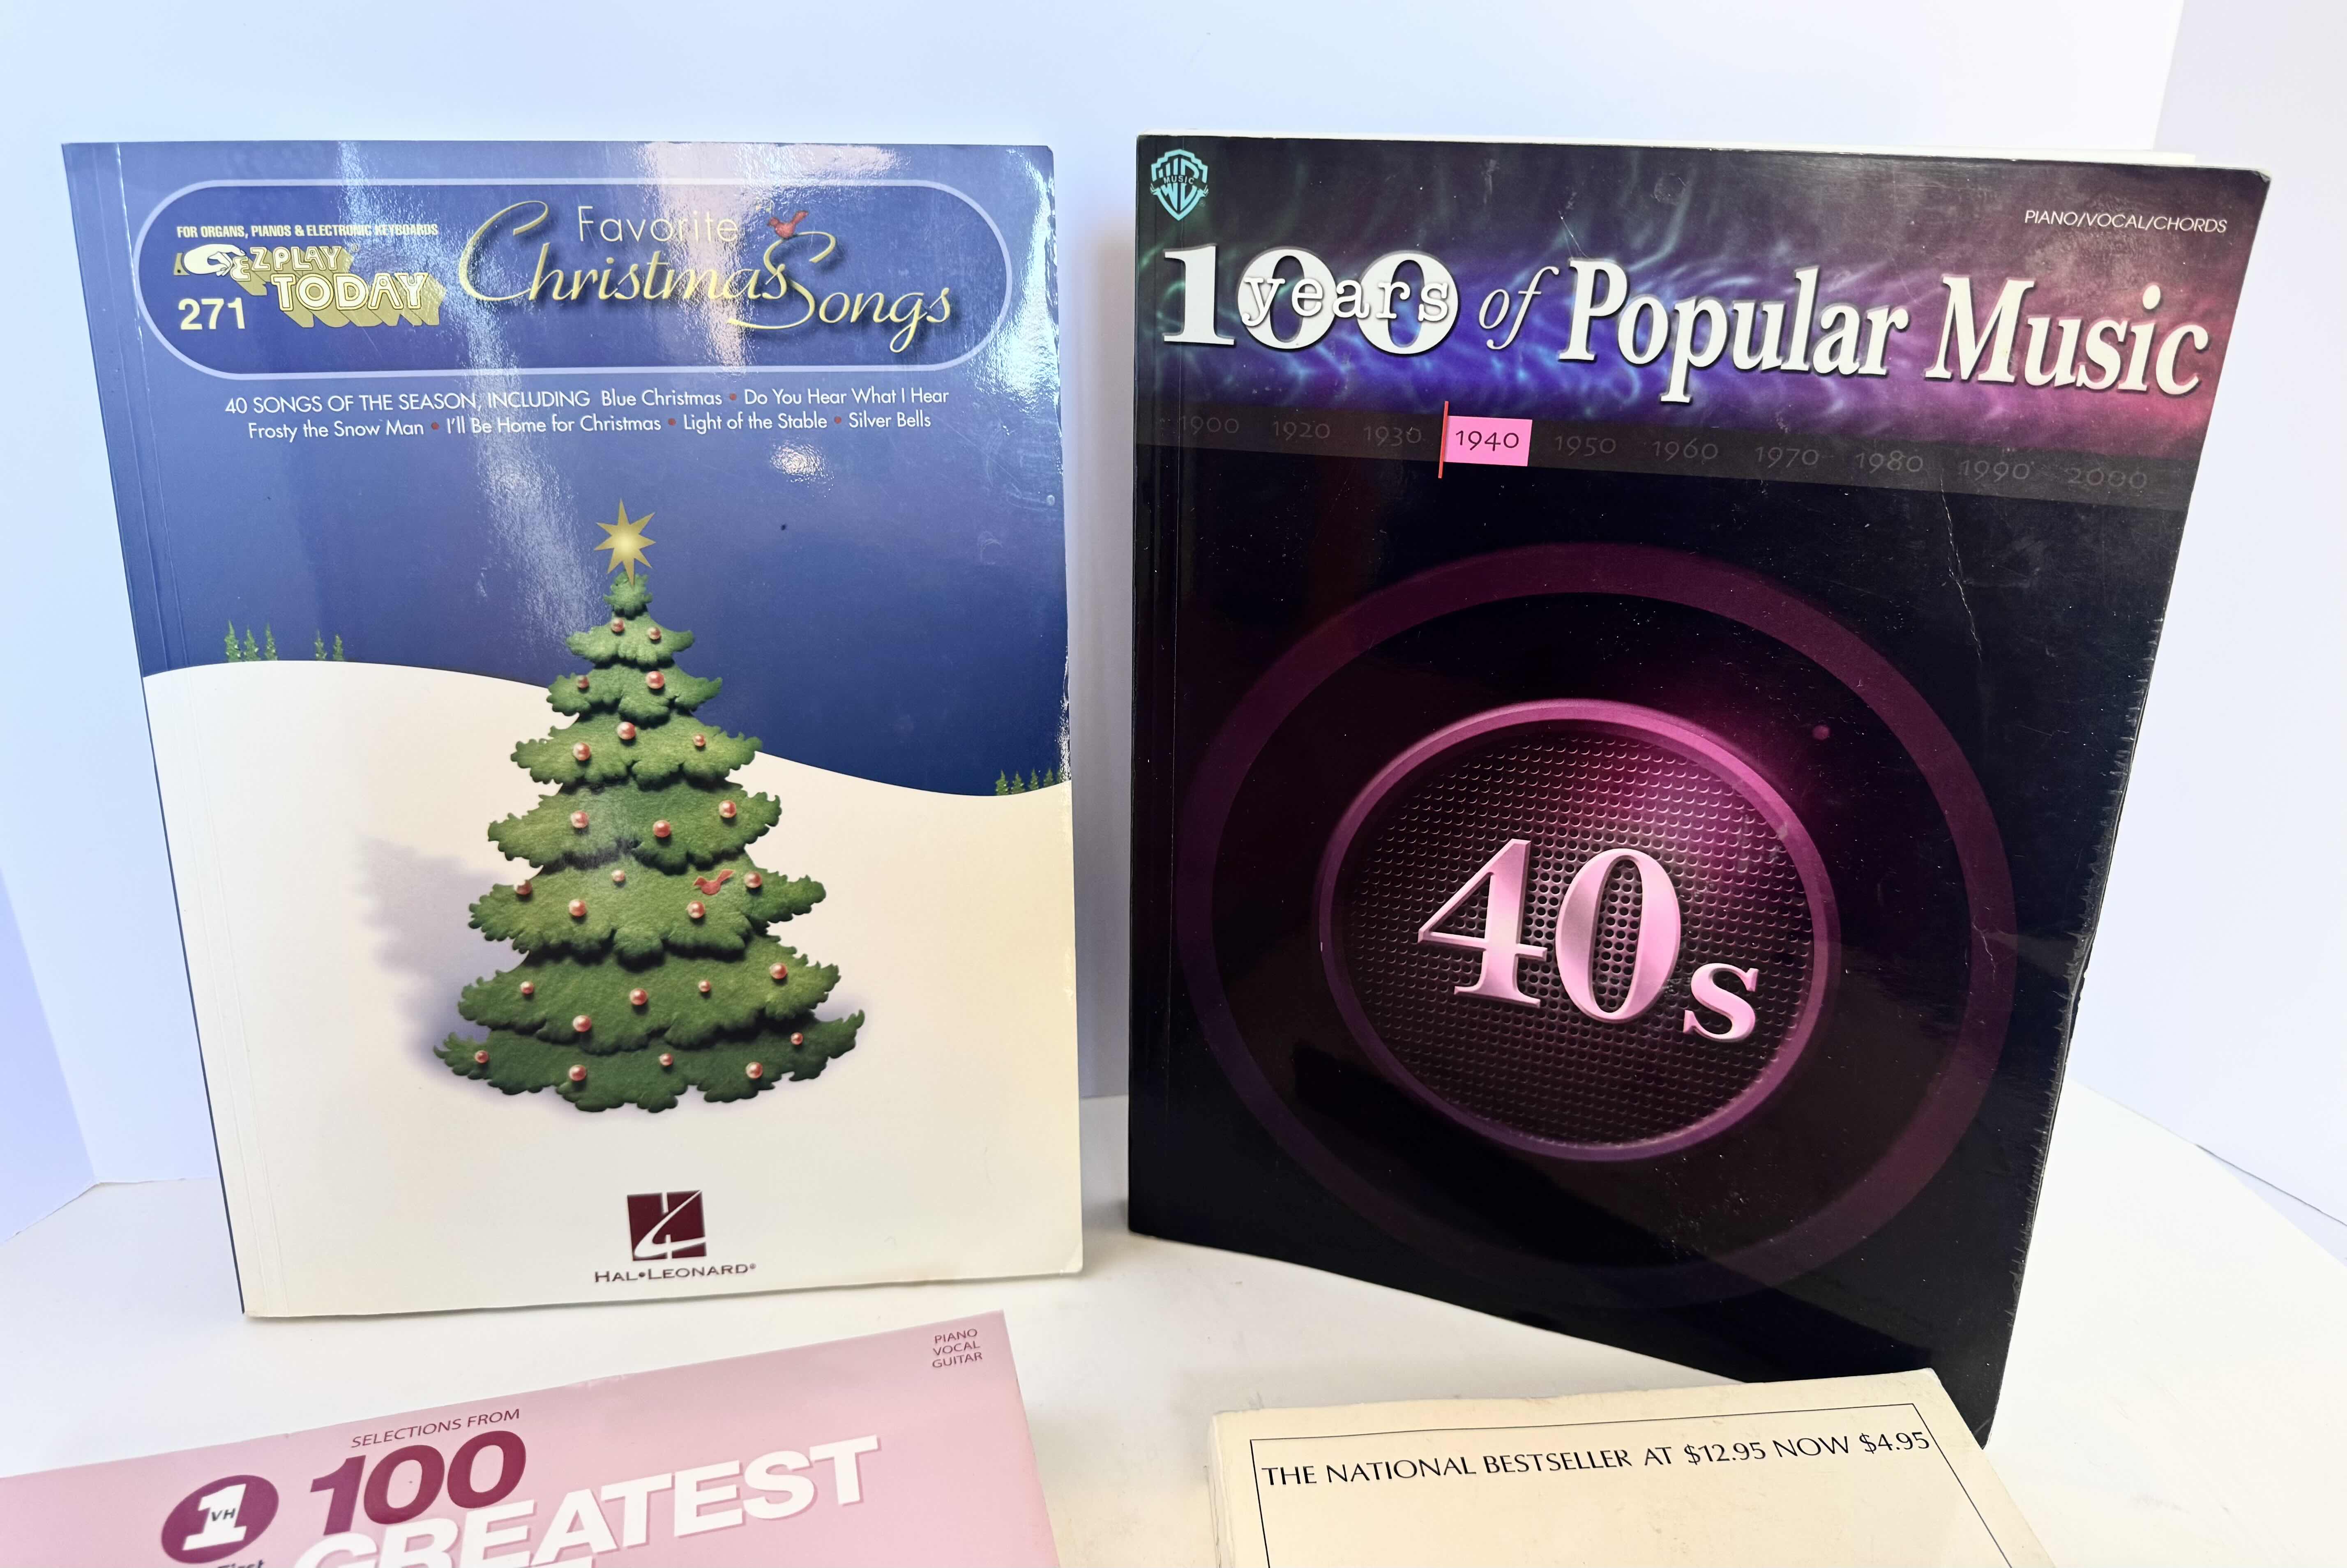 FOR ORGANS, PIANOS & ELECTRONIC KEYBOARDS
EZ PLAY
TODAY
271
Favorite
Christmas Songs
40 SONGS OF THE SEASON, INCLUDING Blue Christmas • Do You Hear What I Hear
Frosty the Snow Man • I'll Be Home for Christmas • Light of the Stable • Silver Bells
HAL•LEONARD®
WB MUSIC
PIANO/VOCAL/CHORDS
100 years of Popular Music
1900 1920 1930 1940 1950 1960 1970 1980 1990 2000
40s
PIANO
VOCAL
GUITAR
SELECTIONS FROM
VH1
100
GREATEST
THE NATIONAL BESTSELLER AT $12.95 NOW $4.95